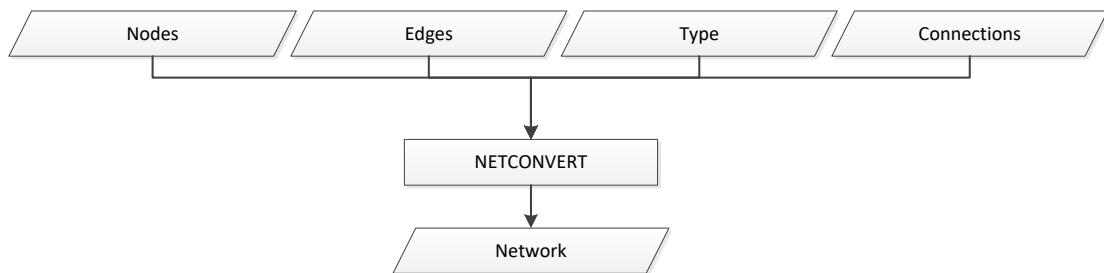 Nodes
Edges
Type
Connections
NETCONVERT
Network